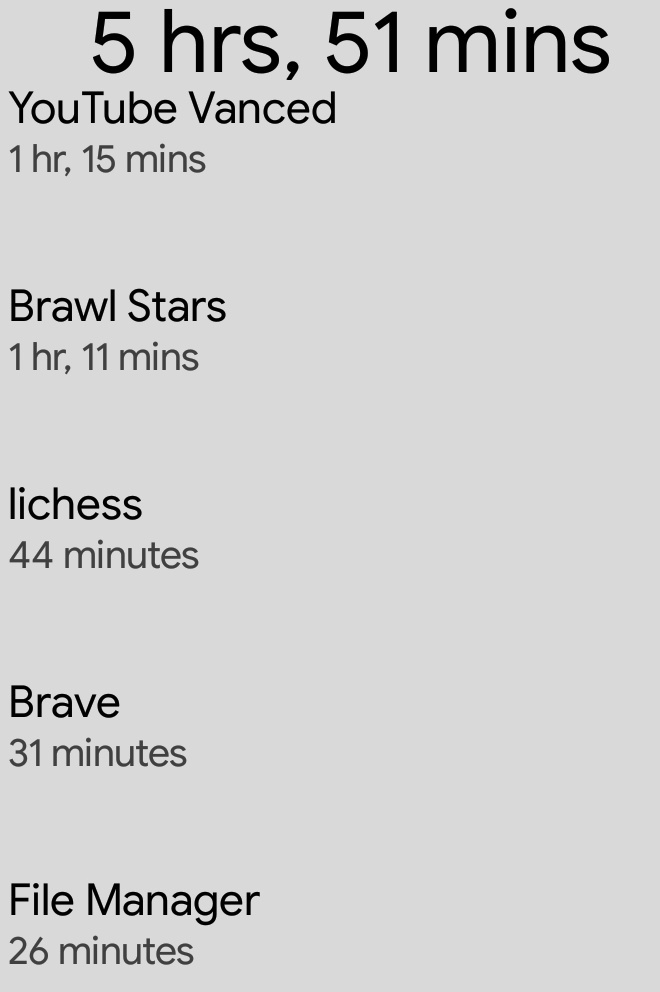 5 hrs, 51 mins
YouTube Vanced
1 hr, 15 mins
Brawl Stars
1 hr, 11 mins
lichess
44 minutes
Brave
31 minutes
File Manager
26 minutes